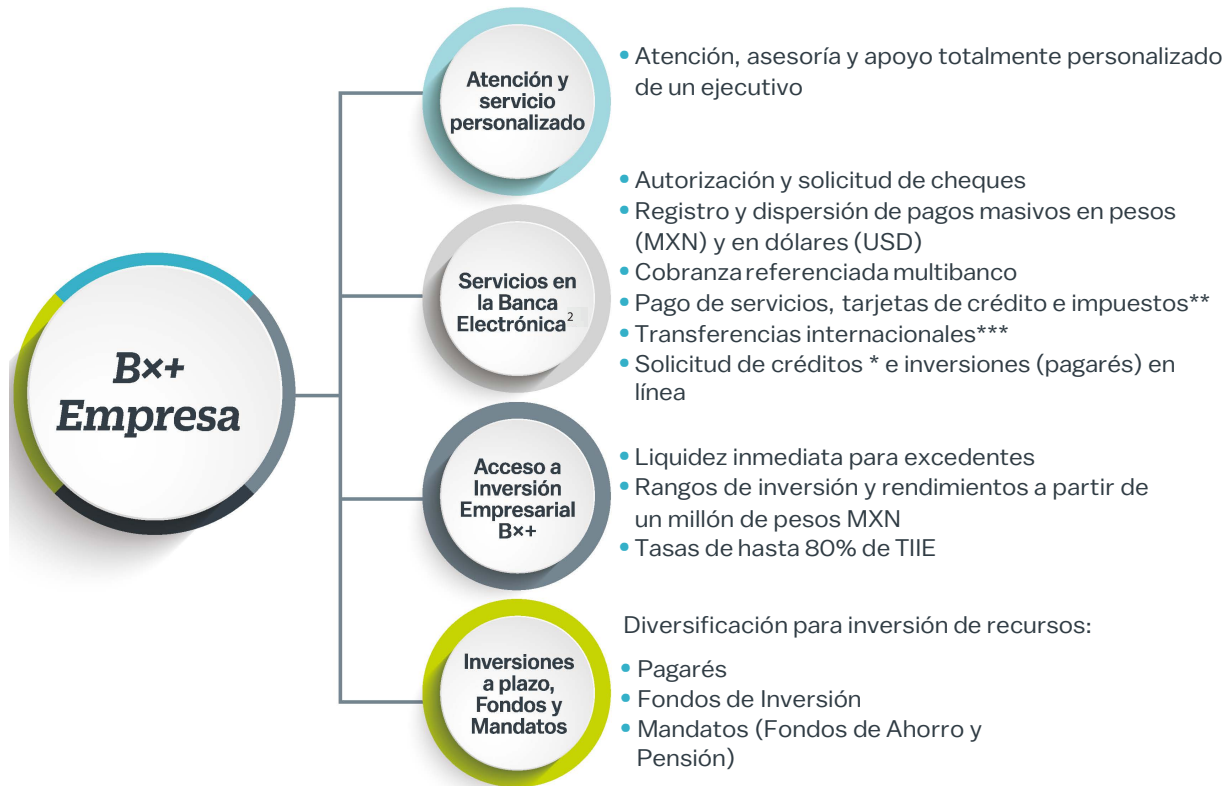 B×+
Empresa
Atención y
servicio
personalizado
• Atención, asesoría y apoyo totalmente personalizado
de un ejecutivo
Servicios en
la Banca
Electrónica²
• Autorización y solicitud de cheques
• Registro y dispersión de pagos masivos en pesos
(MXN) y en dólares (USD)
• Cobranza referenciada multibanco
• Pago de servicios, tarjetas de crédito e impuestos**
• Transferencias internacionales***
• Solicitud de créditos * e inversiones (pagarés) en
línea
Acceso a
Inversión
Empresarial
B×+
• Liquidez inmediata para excedentes
• Rangos de inversión y rendimientos a partir de
un millón de pesos MXN
• Tasas de hasta 80% de TIIE
Inversiones
a plazo,
Fondos y
Mandatos
Diversificación para inversión de recursos:
• Pagarés
• Fondos de Inversión
• Mandatos (Fondos de Ahorro y
Pensión)